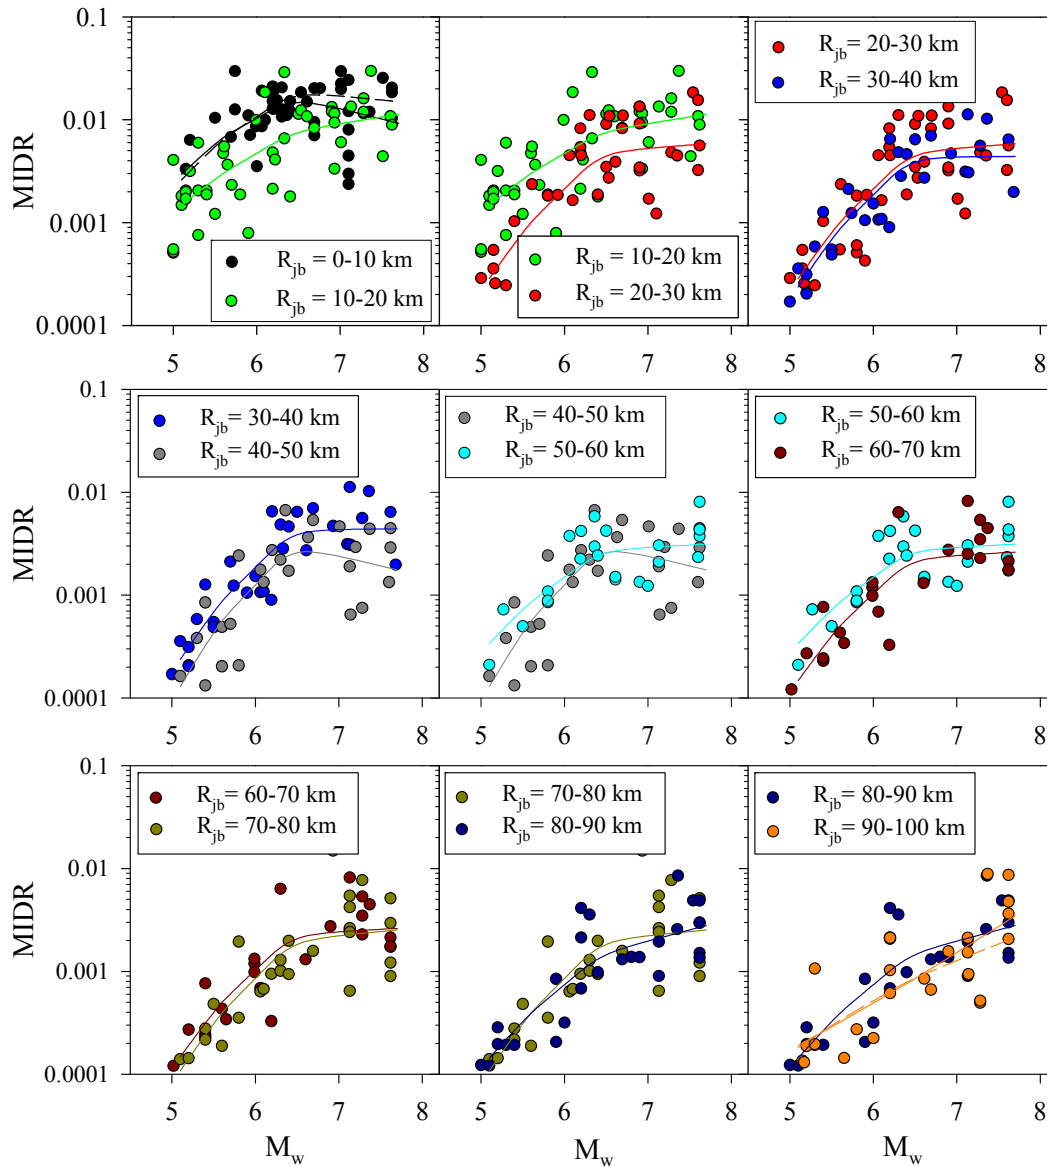 0.1
0.01
0.001
0.0001
MIDR
R_jb = 0-10 km
R_jb = 10-20 km
R_jb = 10-20 km
R_jb = 20-30 km
R_jb = 20-30 km
R_jb = 30-40 km
5 6 7 8
5 6 7 8
5 6 7 8
0.1
0.01
0.001
0.0001
MIDR
R_jb = 30-40 km
R_jb = 40-50 km
R_jb = 40-50 km
R_jb = 50-60 km
R_jb = 50-60 km
R_jb = 60-70 km
5 6 7 8
5 6 7 8
5 6 7 8
0.1
0.01
0.001
0.0001
MIDR
R_jb = 60-70 km
R_jb = 70-80 km
R_jb = 70-80 km
R_jb = 80-90 km
R_jb = 80-90 km
R_jb = 90-100 km
5 6 7 8
5 6 7 8
5 6 7 8
M_w
M_w
M_w